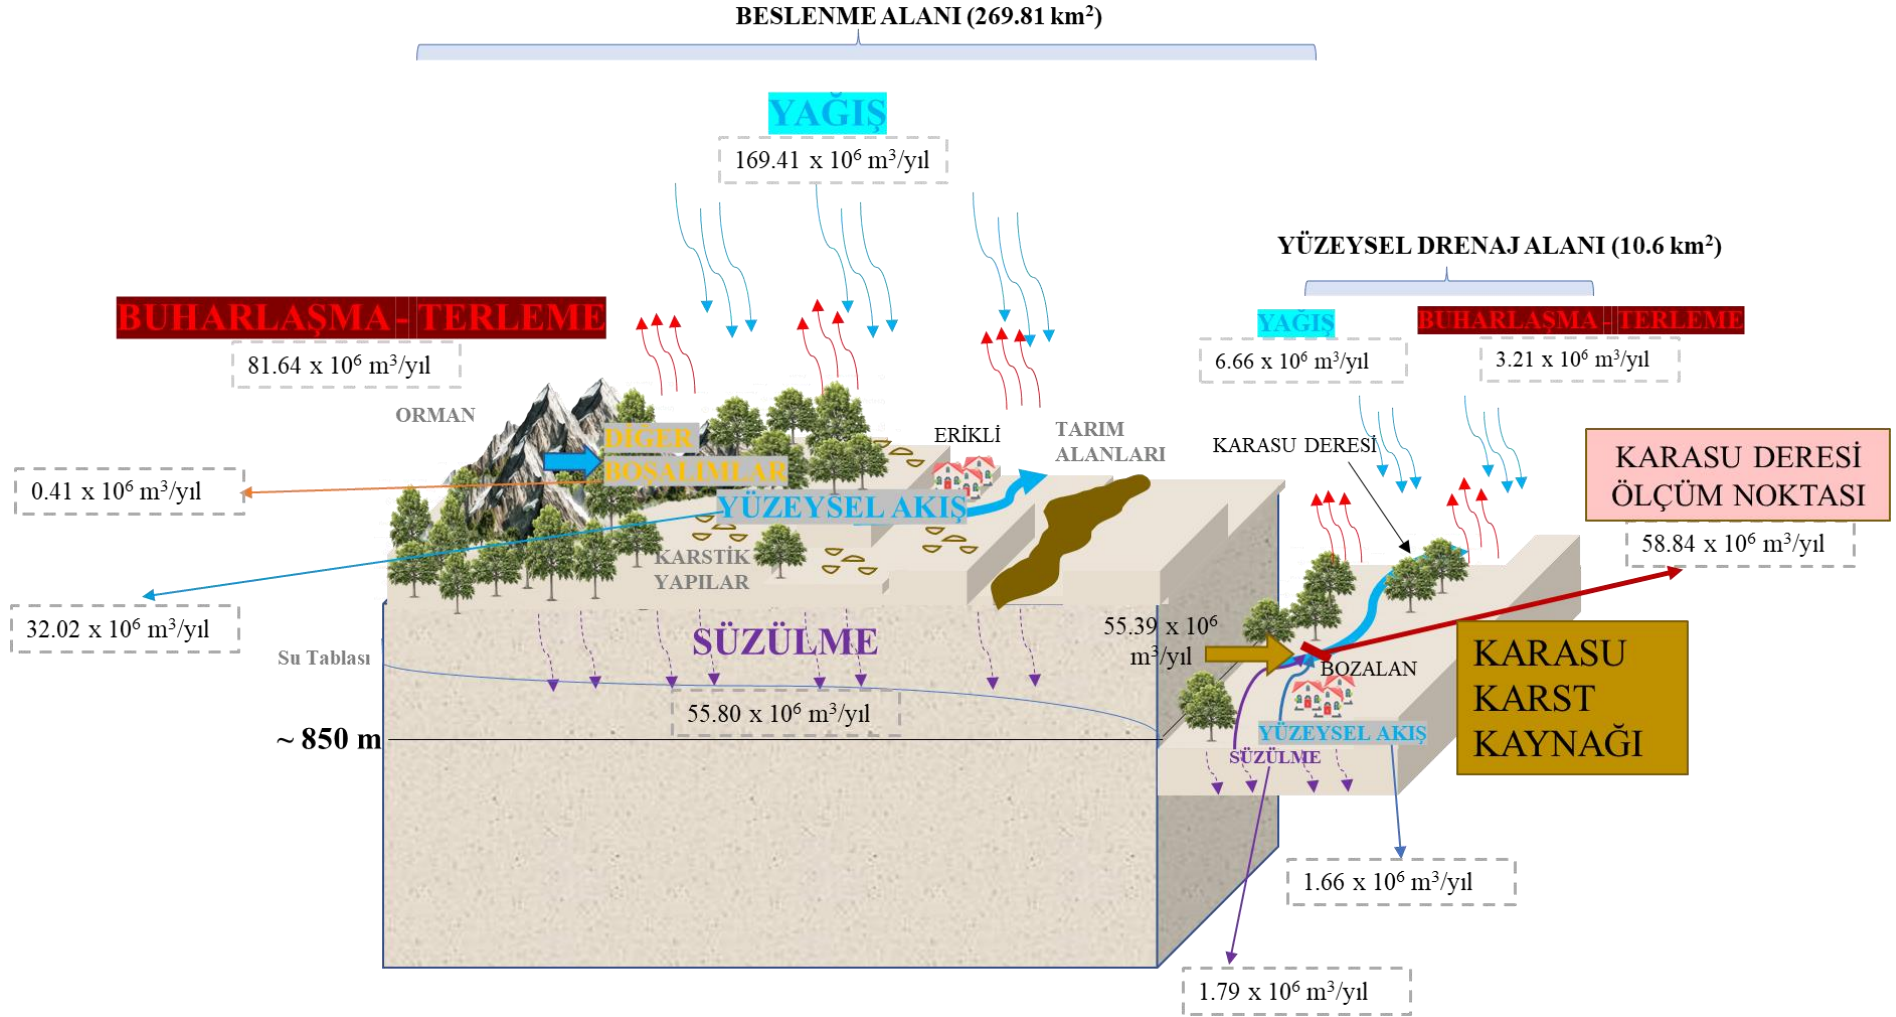 BESLENME ALANI (269.81 km²)
YAĞIŞ
169.41 x 10⁶ m³/yıl
YÜZEYSEL DRENAJ ALANI (10.6 km²)
BUHARLAŞMA - TERLEME
81.64 x 10⁶ m³/yıl
YAĞIŞ
6.66 x 10⁶ m³/yıl
BUHARLAŞMA - TERLEME
3.21 x 10⁶ m³/yıl
ORMAN
DİĞER
BOŞALIMLAR
ERİKLİ
TARIM
ALANLARI
KARASU DERESİ
KARASU DERESİ
ÖLÇÜM NOKTASI
58.84 x 10⁶ m³/yıl
0.41 x 10⁶ m³/yıl
YÜZEYSEL AKIŞ
KARSTİK
YAPILAR
32.02 x 10⁶ m³/yıl
SÜZÜLME
Su Tablası
55.80 x 10⁶ m³/yıl
~ 850 m
55.39 x 10⁶
m³/yıl
BOZALAN
KARASU
KARST
KAYNAĞI
YÜZEYSEL AKIŞ
SÜZÜLME
1.66 x 10⁶ m³/yıl
1.79 x 10⁶ m³/yıl